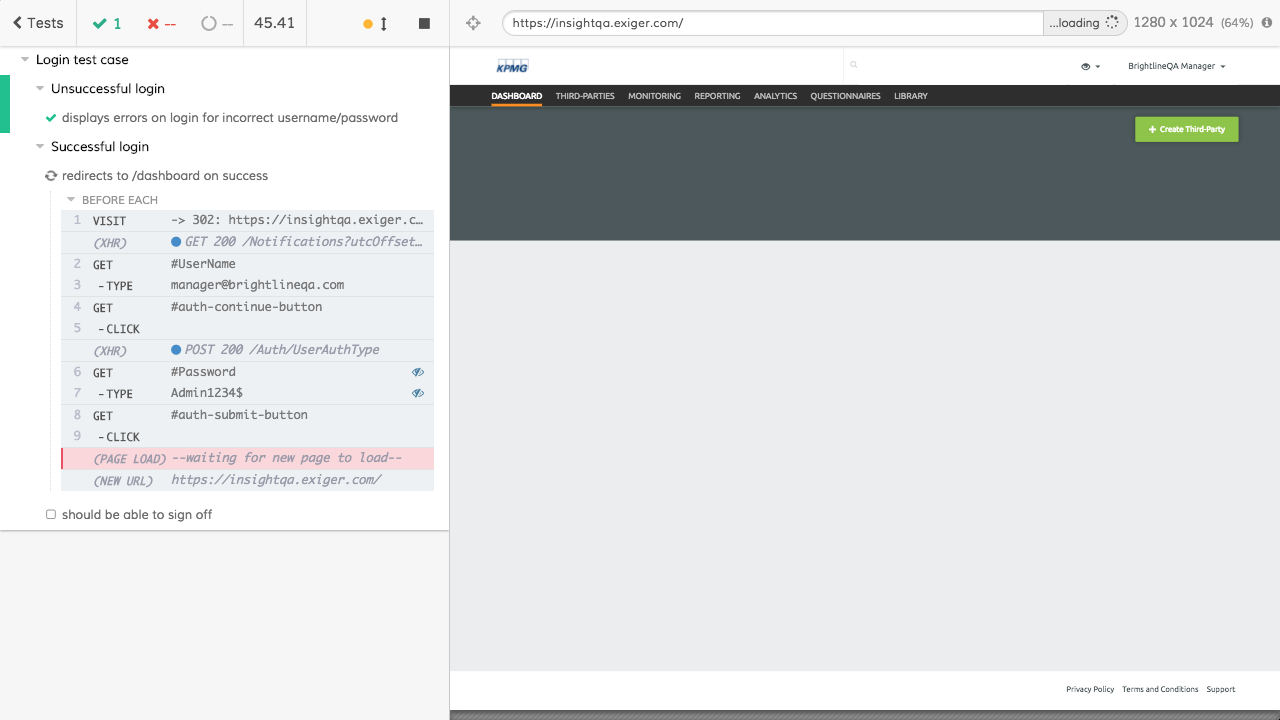 Tests 1 -- -- 45.41
https://insightqa.exiger.com/ ...loading 1280 x 1024 (64%)
Login test case
Unsuccessful login
displays errors on login for incorrect username/password
Successful login
redirects to /dashboard on success
BEFORE EACH
1 VISIT -> 302: https://insightqa.exiger.c...
(XHR) GET 200 /Notifications?utcOffset...
2 GET #UserName
3 -TYPE manager@brightlineqa.com
4 GET #auth-continue-button
5 -CLICK
(XHR) POST 200 /Auth/UserAuthType
6 GET #Password
7 -TYPE Admin1234$
8 GET #auth-submit-button
9 -CLICK
(PAGE LOAD) --waiting for new page to load--
(NEW URL) https://insightqa.exiger.com/
should be able to sign off
KPMG
BrightlineQA Manager
DASHBOARD THIRD-PARTIES MONITORING REPORTING ANALYTICS QUESTIONNAIRES LIBRARY
+ Create Third-Party
Privacy Policy Terms and Conditions Support